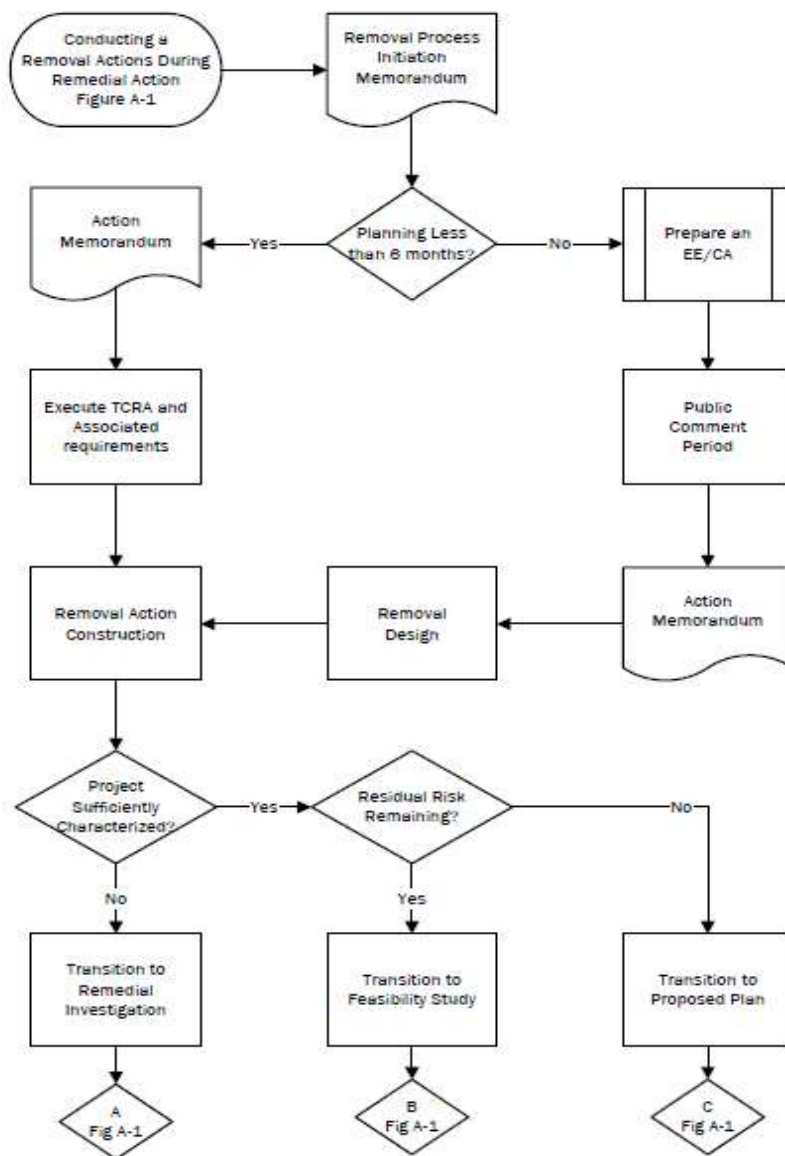 Conducting a
Removal Actions During
Remedial Action
Figure A-1
Removal Process
Initiation
Memorandum
Action
Memorandum
Yes
Planning Less
than 6 months?
No
Prepare an
EE/CA
Execute TCRA and
Associated
requirements
Public
Comment
Period
Removal Action
Construction
Removal
Design
Action
Memorandum
Project
Sufficiently
Characterized?
Yes
Residual Risk
Remaining?
No
No
Yes
Transition to
Remedial
Investigation
Transition to
Feasibility Study
Transition to
Proposed Plan
A
Fig A-1
B
Fig A-1
C
Fig A-1